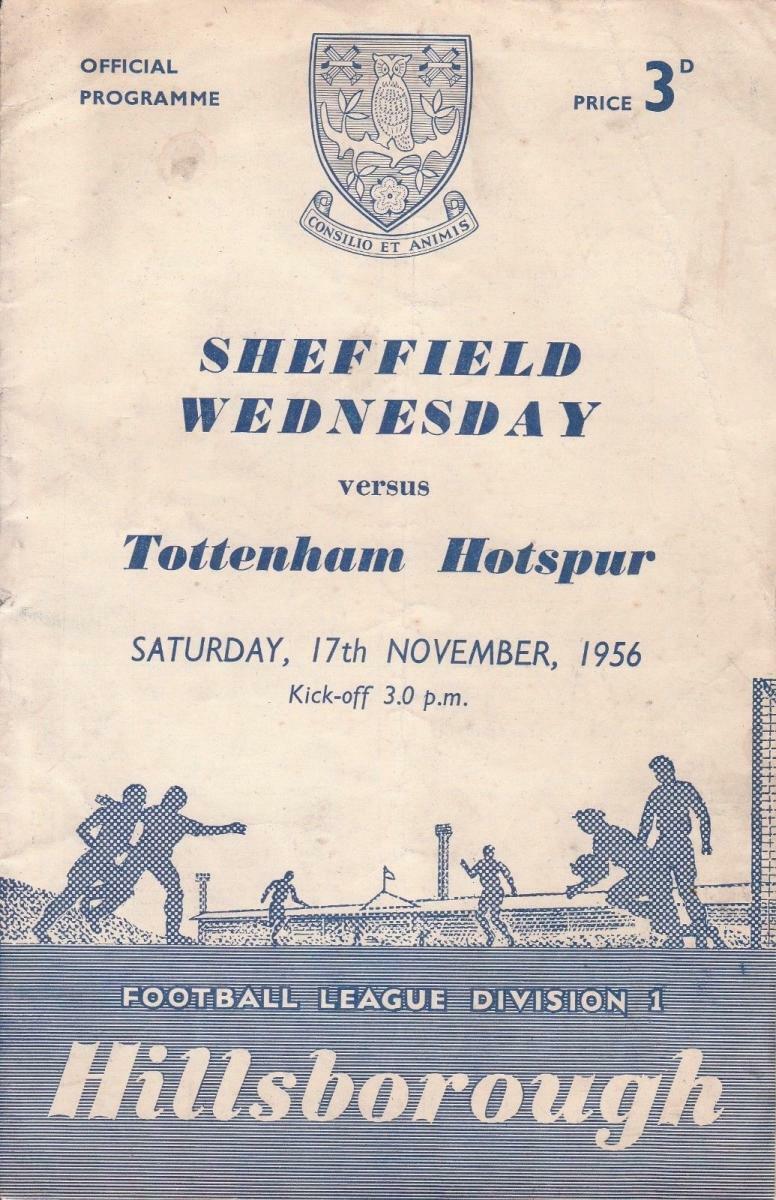 OFFICIAL
PROGRAMME
PRICE 3D
CONSILIO ET ANIMIS
SHEFFIELD
WEDNESDAY
versus
Tottenham Hotspur
SATURDAY, 17th NOVEMBER, 1956
Kick-off 3.0 p.m.
FOOTBALL LEAGUE DIVISION 1
Hillsborough